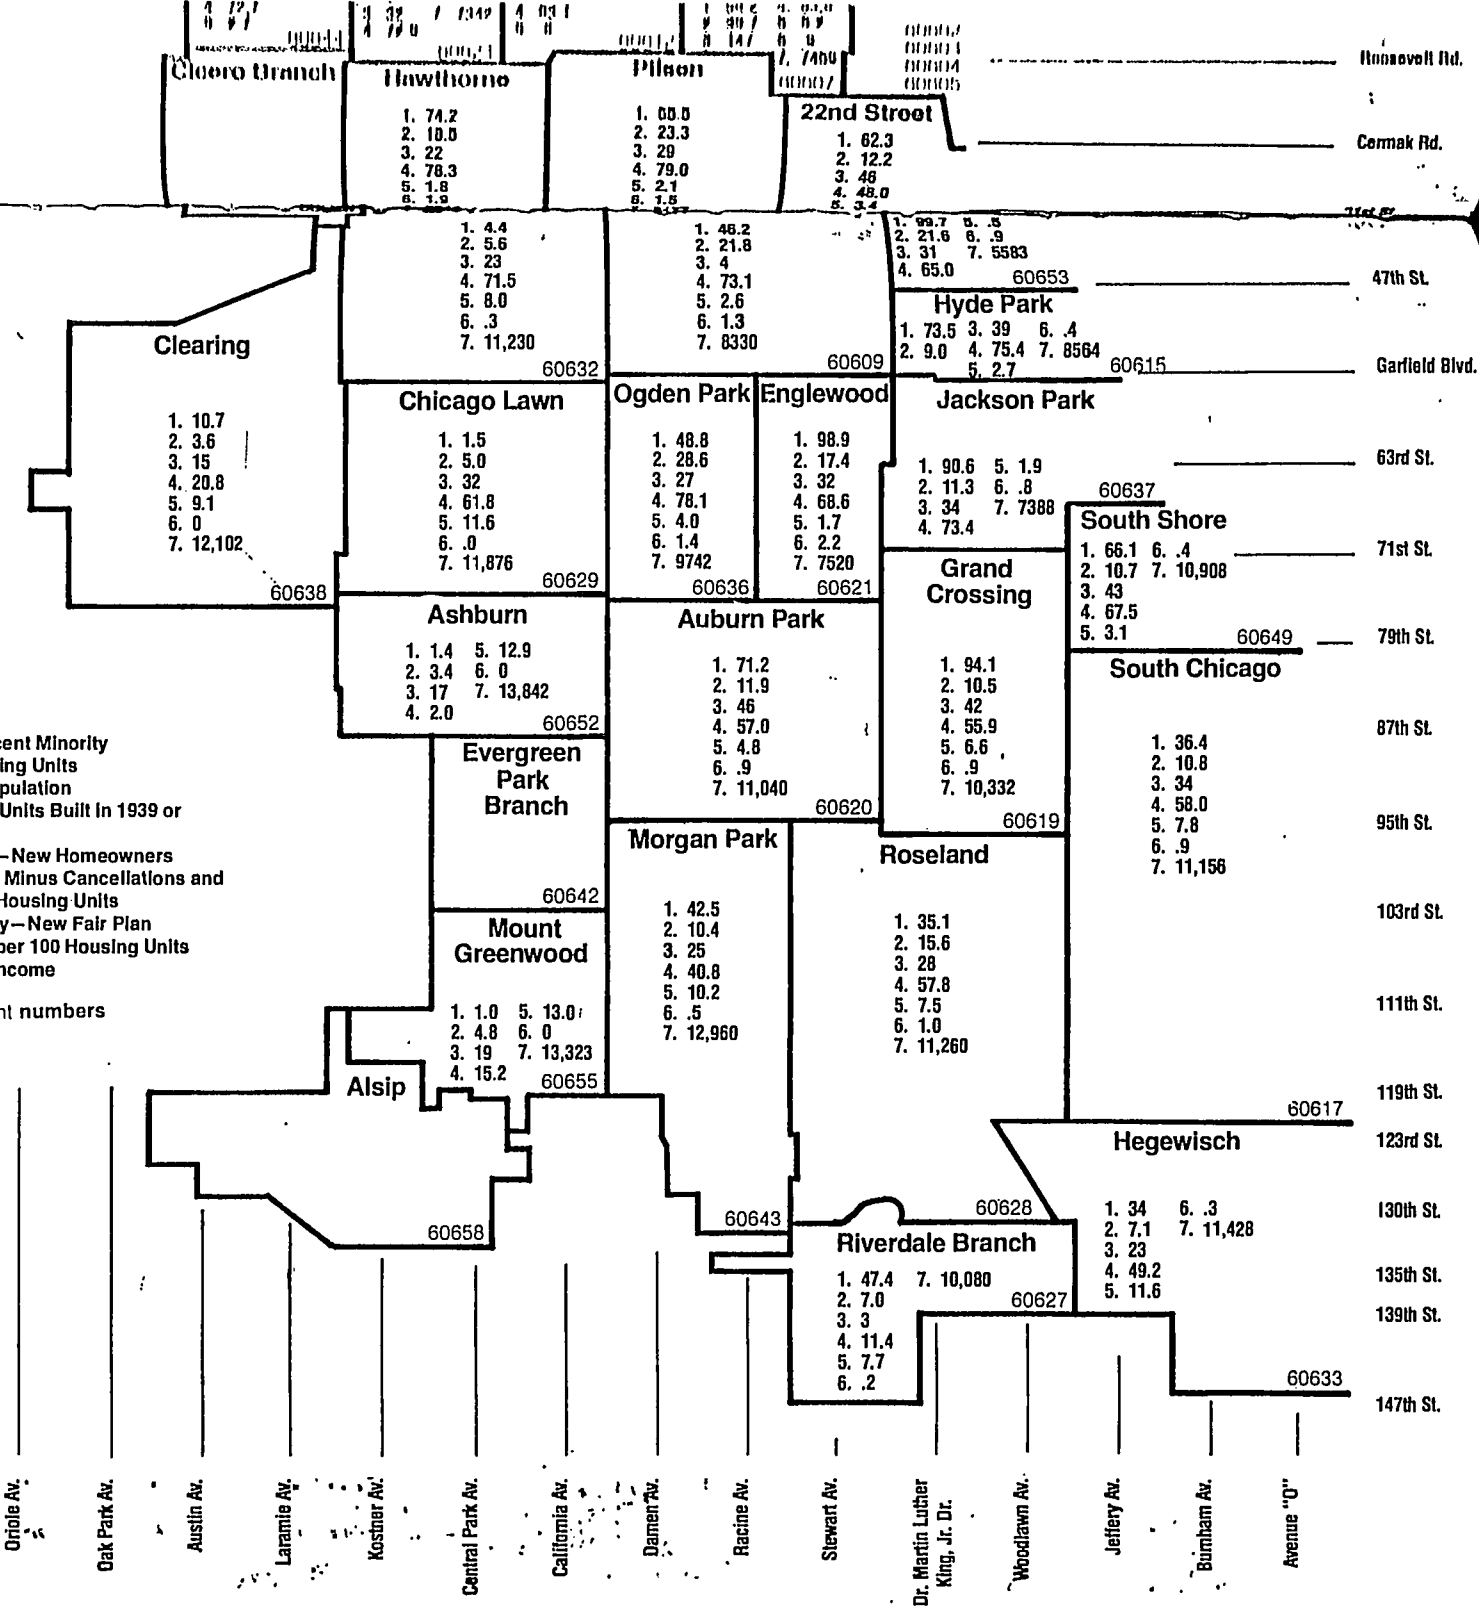 Cicero Branch
Hawthorne
1. 74.2
3. 22
4. 78.3
5. 1.8
6. 1.9
Pilsen
2. 23.3
3. 29
4. 79.0
5. 2.1
6. 1.5
22nd Street
1. 62.3
2. 12.2
3. 46
4. 48.0
5. 3.4
Roosevelt Rd.
Cermak Rd.
1. 4.4
2. 5.6
3. 23
4. 71.5
5. 8.0
6. .3
7. 11,230
60632
1. 46.2
2. 21.8
3. 4
4. 73.1
5. 2.6
6. 1.3
7. 8330
60609
1. 99.7 5. .5
2. 21.6 6. .9
3. 31 7. 5583
4. 65.0
60653
47th St.
Hyde Park
1. 73.5 3. 39 6. .4
2. 9.0 4. 75.4 7. 8564
5. 2.7
60615
Garfield Blvd.
Clearing
1. 10.7
2. 3.6
3. 15
4. 20.8
5. 9.1
6. 0
7. 12,102
60638
Chicago Lawn
1. 1.5
2. 5.0
3. 32
4. 61.8
5. 11.6
6. .0
7. 11,876
60629
Ogden Park
1. 48.8
2. 28.6
3. 27
4. 78.1
5. 4.0
6. 1.4
7. 9742
60636
Englewood
1. 98.9
2. 17.4
3. 32
4. 68.6
5. 1.7
6. 2.2
7. 7520
60621
Jackson Park
1. 90.6 5. 1.9
2. 11.3 6. .8
3. 34 7. 7388
4. 73.4
60637
63rd St.
South Shore
1. 66.1 6. .4
2. 10.7 7. 10,908
3. 43
4. 67.5
5. 3.1
60649
71st St.
79th St.
Ashburn
1. 1.4 5. 12.9
2. 3.4 6. 0
3. 17 7. 13,842
4. 2.0
60652
Auburn Park
1. 71.2
2. 11.9
3. 46
4. 57.0
5. 4.8
6. .9
7. 11,040
60620
Grand
Crossing
1. 94.1
2. 10.5
3. 42
4. 55.9
5. 6.6
6. .9
7. 10,332
60619
South Chicago
1. 36.4
2. 10.8
3. 34
4. 58.0
5. 7.8
6. .9
7. 11,156
60617
87th St.
95th St.
103rd St.
111th St.
119th St.
cent Minority
ing Units
pulation
Units Built in 1939 or
—New Homeowners
Minus Cancellations and
Housing Units
y—New Fair Plan
per 100 Housing Units
ncome
nt numbers
Evergreen
Park
Branch
60642
Mount
Greenwood
1. 1.0 5. 13.0
2. 4.8 6. 0
3. 19 7. 13,323
4. 15.2
60655
Morgan Park
1. 42.5
2. 10.4
3. 25
4. 40.8
5. 10.2
6. .5
7. 12,960
60643
Roseland
1. 35.1
2. 15.6
3. 28
4. 57.8
5. 7.5
6. 1.0
7. 11,260
60628
Alsip
60658
Hegewisch
1. 34 6. .3
2. 7.1 7. 11,428
3. 23
4. 49.2
5. 11.6
60633
123rd St.
130th St.
135th St.
139th St.
147th St.
Riverdale Branch
1. 47.4 7. 10,080
2. 7.0
3. 3
4. 11.4
5. 7.7
6. .2
60627
Oriole Av.
Oak Park Av.
Austin Av.
Laramie Av.
Kostner Av.
Central Park Av.
California Av.
Damen Av.
Racine Av.
Stewart Av.
Dr. Martin Luther
King, Jr. Dr.
Woodlawn Av.
Jeffery Av.
Burnham Av.
Avenue "O"